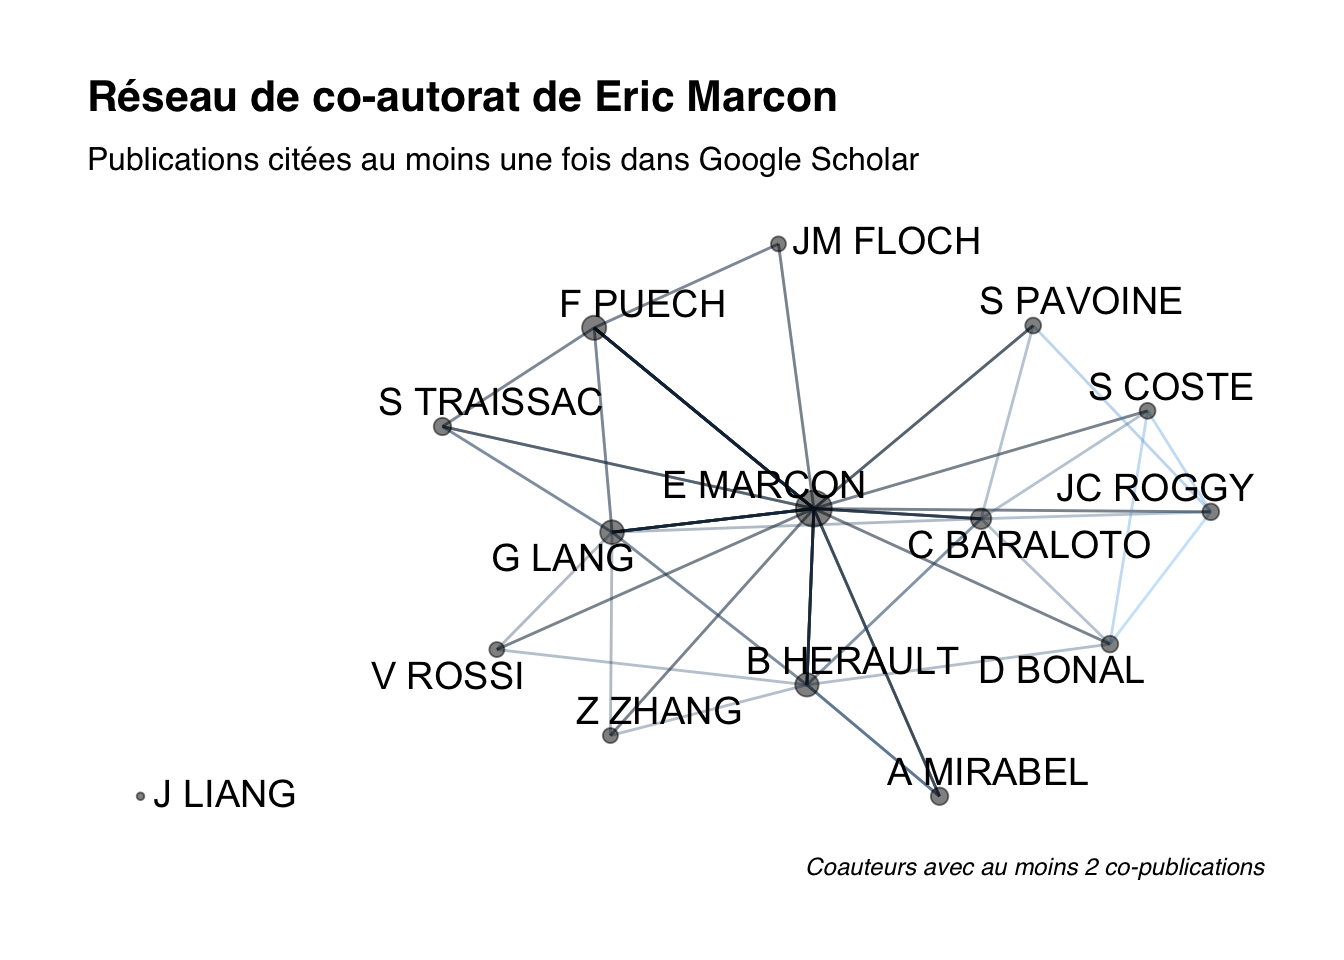 Réseau de co-autorat de Eric Marcon
Publications citées au moins une fois dans Google Scholar
JM FLOCH
F PUECH
S PAVOINE
S COSTE
S TRAISSAC
E MARCON
JC ROGGY
G LANG
C BARALOTO
V ROSSI
B HERAULT
D BONAL
Z ZHANG
A MIRABEL
J LIANG
Coauteurs avec au moins 2 co-publications